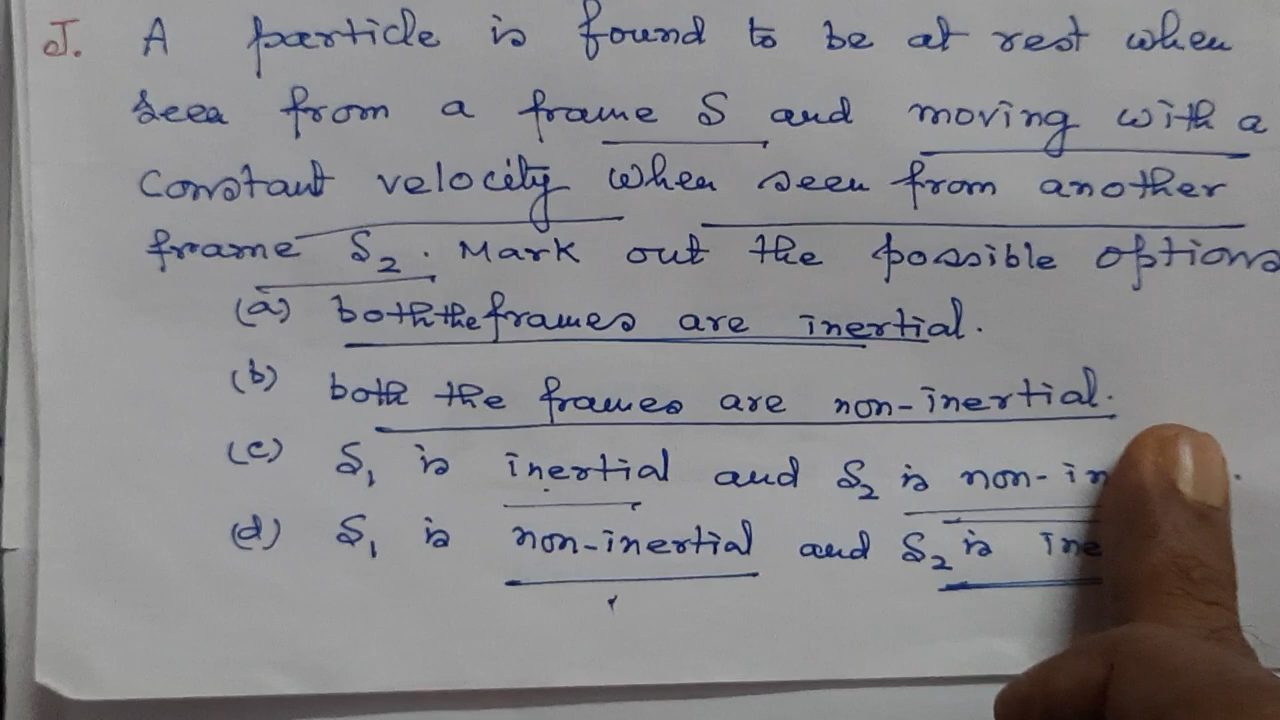 J. A particle is found to be at rest when
seen from a frame S and moving with a
constant velocity when seen from another
frame S₂. Mark out the possible options
(a) both the frames are inertial.
(b) both the frames are non-inertial.
(c) S₁ is inertial and S₂ is non-in
(d) S₁ is non-inertial and S₂ is ine